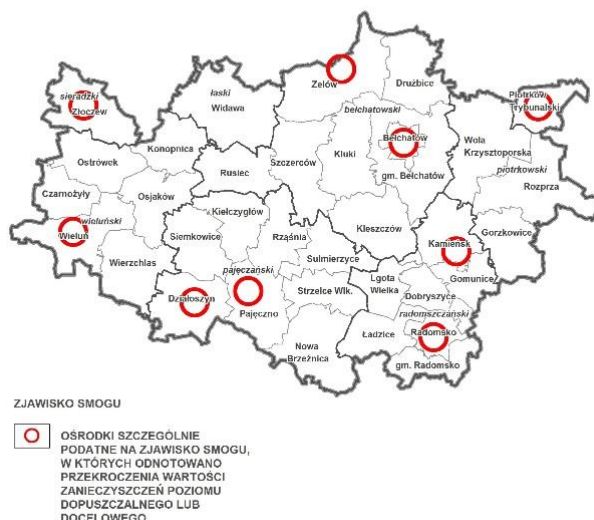 Zelów
Drużbice
sieradzki
Złoczew
łaski
Widawa
Piotrków
Trybunalski
bełchatowski
Bełchatów
Konopnica
Ostrówek
Szczerców
Kluki
Wola
Krzysztoporska
piotrkowski
Rusiec
gm. Bełchatów
Rozprza
Czarnożyły
Osjaków
Kiełczygłów
Kleszczów
wieluński
Wieluń
Siemkowice
Rząśnia
Kamieńsk
Gorzkowice
Wierzchlas
Sulmierzyce
pajęczański
Lgota
Wielka
Gomunice
Działoszyn
Strzelce Wlk.
Dobryszyce
Pajęczno
radomszczański
Ładzice
Radomsko
Nowa
Brzeźnica
gm. Radomsko
ZJAWISKO SMOGU
OŚRODKI SZCZEGÓLNIE
PODATNE NA ZJAWISKO SMOGU,
W KTÓRYCH ODNOTOWANO
PRZEKROCZENIA WARTOŚCI
ZANIECZYSZCZEŃ POZIOMU
DOPUSZCZALNEGO LUB
DOCELOWEGO